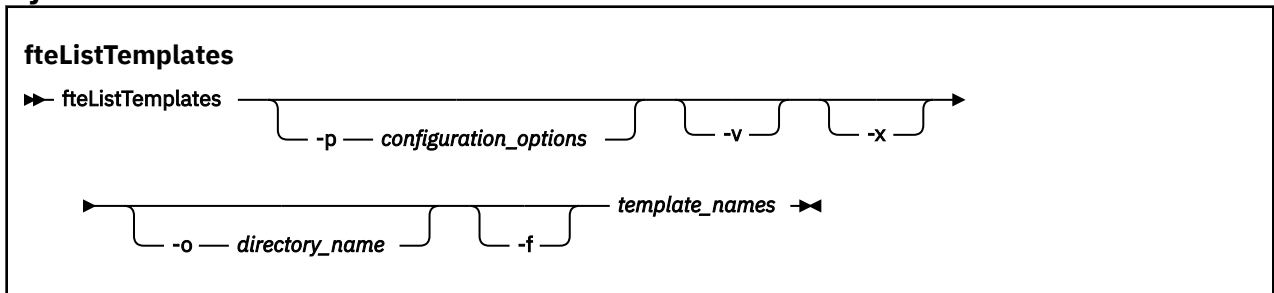 fteListTemplates
fteListTemplates
-p configuration_options -v -x
template_names
-o directory_name -f